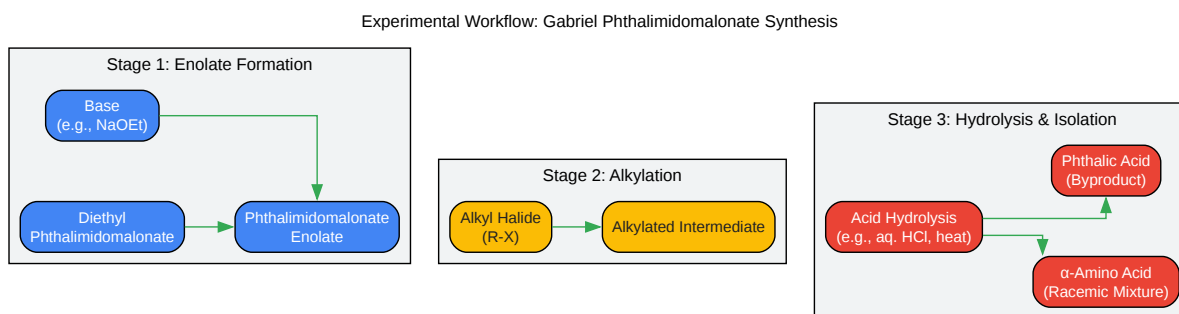 Experimental Workflow: Gabriel Phthalimidomalonate Synthesis
Stage 1: Enolate Formation
Base
(e.g., NaOEt)
Diethyl
Phthalimidomalonate
Phthalimidomalonate
Enolate
Stage 2: Alkylation
Alkyl Halide
(R-X)
Alkylated Intermediate
Stage 3: Hydrolysis & Isolation
Phthalic Acid
(Byproduct)
Acid Hydrolysis
(e.g., aq. HCl, heat)
α-Amino Acid
(Racemic Mixture)